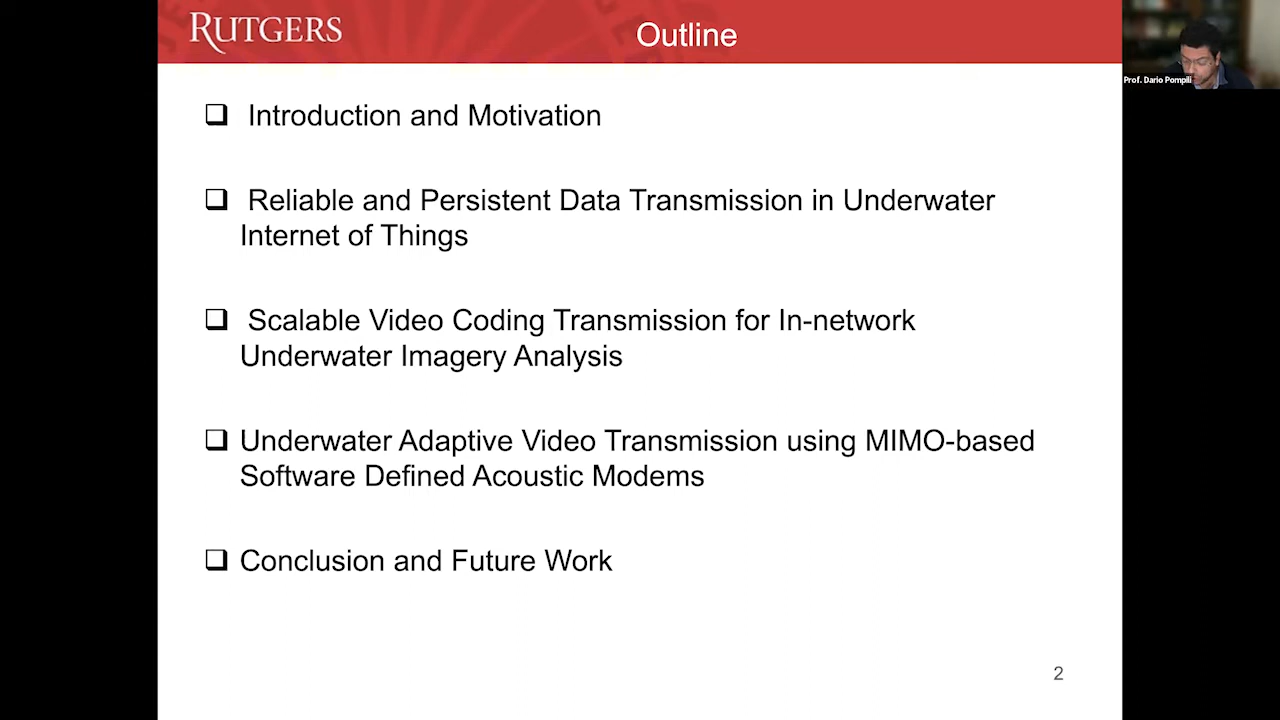 RUTGERS
Outline
Prof. Dario Pompili
Introduction and Motivation
Reliable and Persistent Data Transmission in Underwater
Internet of Things
Scalable Video Coding Transmission for In-network
Underwater Imagery Analysis
Underwater Adaptive Video Transmission using MIMO-based
Software Defined Acoustic Modems
Conclusion and Future Work
2